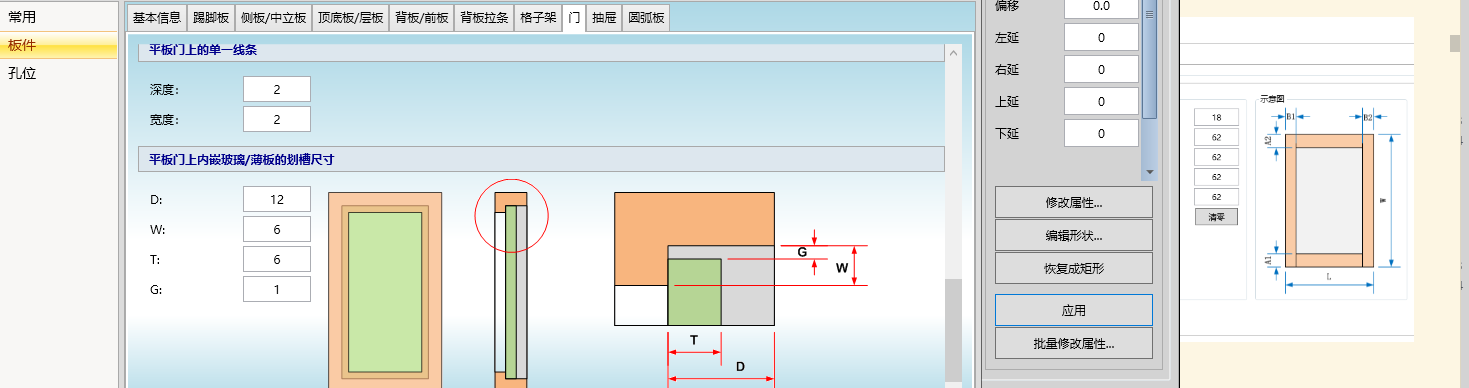 常用
板件
孔位
基本信息 踢脚板 侧板/中立板 顶底板/层板 背板/前板 背板拉条 格子架 门 抽屉 圆弧板
平板门上的单一线条
深度: 2
宽度: 2
平板门上内嵌玻璃/薄板的划槽尺寸
D: 12
W: 6
T: 6
G: 1
G
W
T
D
偏移 0.0
左延 0
右延 0
上延 0
下延 0
修改属性...
编辑形状...
恢复成矩形
应用
批量修改属性...
18
62
62
62
62
清零
示意图
B1 B2
A2
W
A1
L